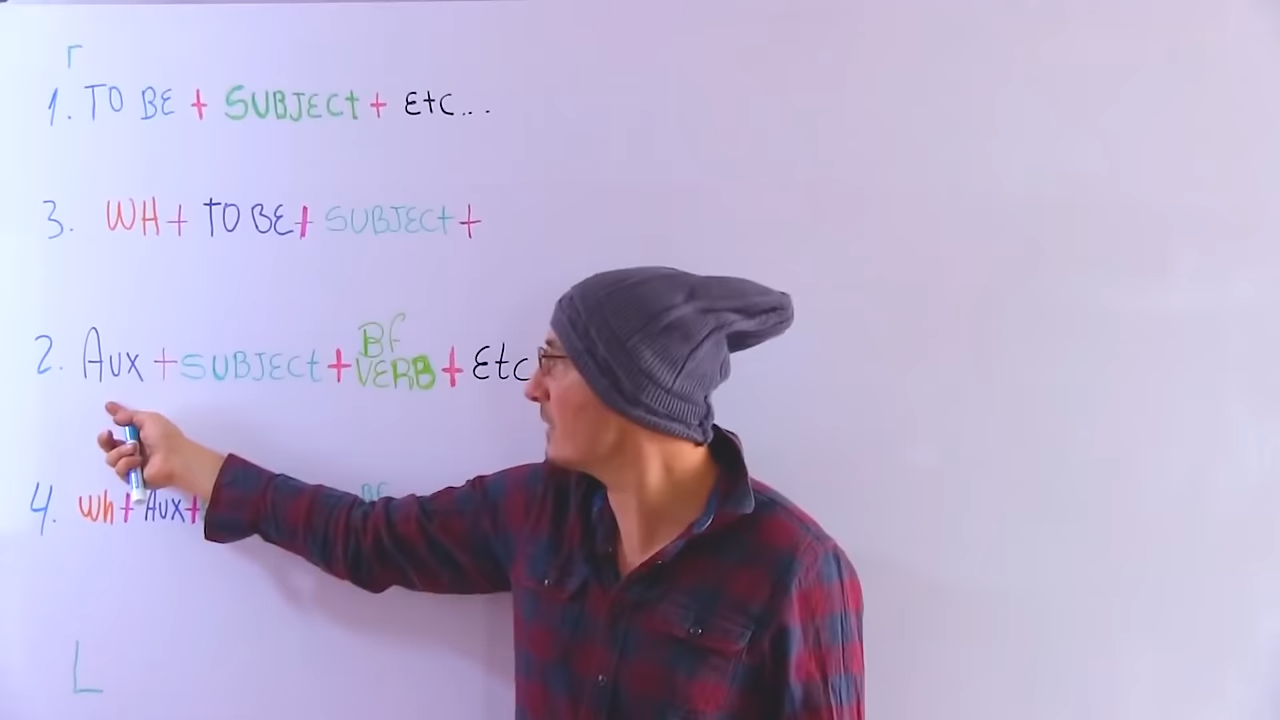 1. TO BE + SUBJECT + Etc...
3. WH + TO BE + SUBJECT +
2. AUX + SUBJECT + BF VERB + Etc
4. Wh + AUX + BF